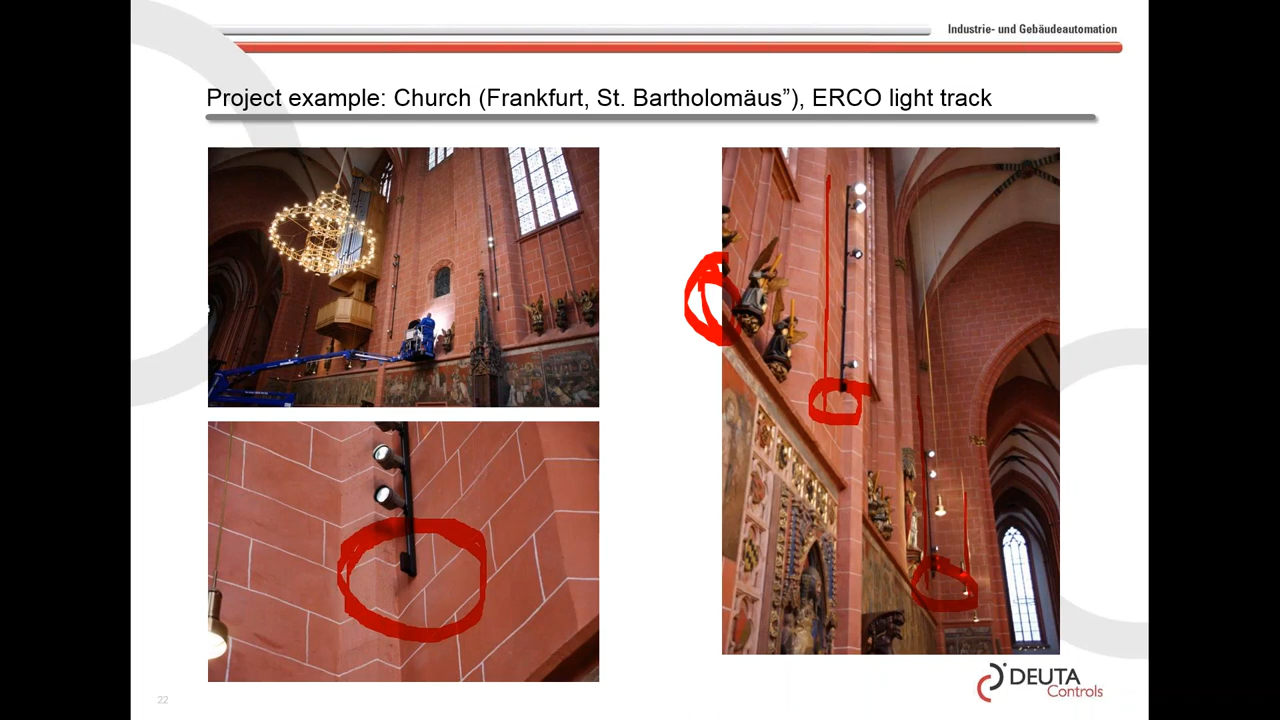 Industrie- und Gebäudeautomation
Project example: Church (Frankfurt, St. Bartholomäus”), ERCO light track
22
DEUTA
Controls